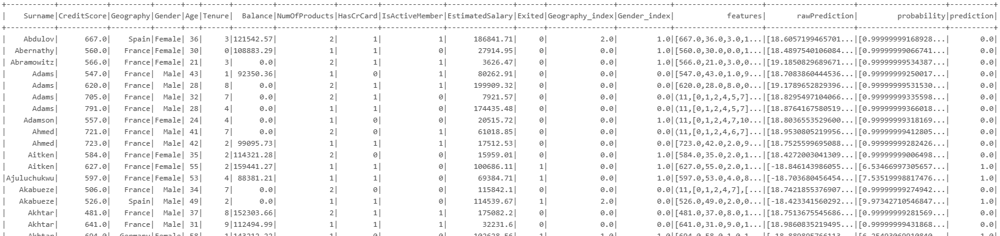 +----------+-----------+---------+------+---+------+---------+-------------+---------+--------------+---------------+------+---------------+------------+--------------------+--------------------+--------------------+----------+
|   Surname|CreditScore|Geography|Gender|Age|Tenure|  Balance|NumOfProducts|HasCrCard|IsActiveMember|EstimatedSalary|Exited|Geography_index|Gender_index|            features|       rawPrediction|         probability|prediction|
+----------+-----------+---------+------+---+------+---------+-------------+---------+--------------+---------------+------+---------------+------------+--------------------+--------------------+--------------------+----------+
|   Abdulov|      667.0|    Spain|Female| 36|     3|121542.57|            2|        1|             1|      186841.71|     0|            2.0|         1.0|[667.0,36.0,3.0,1...|[18.6057199465701...|[0.99999999168928...|       0.0|
| Abernathy|      560.0|   France|Female| 30|     0|108883.29|            1|        1|             0|       27914.95|     0|            0.0|         1.0|[560.0,30.0,0.0,1...|[18.4897540106084...|[0.99999999066741...|       0.0|
|Abramowitz|      566.0|   France|Female| 21|     3|      0.0|            2|        1|             1|        3626.47|     0|            0.0|         1.0|[566.0,21.0,3.0,0...|[19.1850829689671...|[0.99999999534387...|       0.0|
|     Adams|      547.0|   France|  Male| 43|     1| 92350.36|            1|        0|             1|       80262.91|     0|            0.0|         0.0|[547.0,43.0,1.0,9...|[18.7083860444536...|[0.99999999250017...|       0.0|
|     Adams|      620.0|   France|  Male| 28|     8|      0.0|            2|        1|             1|      199909.32|     0|            0.0|         0.0|[620.0,28.0,8.0,0...|[19.1789652829396...|[0.99999999531530...|       0.0|
|     Adams|      705.0|   France|  Male| 32|     7|      0.0|            2|        1|             0|        7921.57|     0|            0.0|         0.0|(11,[0,1,2,4,5,7]...|[18.8295497104066...|[0.99999999335598...|       0.0|
|     Adams|      791.0|   France|  Male| 28|     4|      0.0|            1|        1|             0|      174435.48|     0|            0.0|         0.0|(11,[0,1,2,4,5,7]...|[18.8764167580519...|[0.99999999366018...|       0.0|
|   Adamson|      557.0|   France|Female| 24|     4|      0.0|            1|        0|             0|       20515.72|     0|            0.0|         1.0|(11,[0,1,2,4,7,10...|[18.8036553529600...|[0.99999999318169...|       0.0|
|     Ahmed|      721.0|   France|  Male| 41|     7|      0.0|            2|        0|             1|       61018.85|     0|            0.0|         0.0|(11,[0,1,2,4,6,7]...|[18.9530805219956...|[0.99999999412805...|       0.0|
|     Ahmed|      723.0|   France|  Male| 42|     2| 99095.73|            1|        1|             1|       17512.53|     0|            0.0|         0.0|[723.0,42.0,2.0,9...|[18.7525599695088...|[0.99999999282426...|       0.0|
|    Aitken|      584.0|   France|Female| 35|     2|114321.28|            2|        1|             0|       15959.01|     0|            0.0|         1.0|[584.0,35.0,2.0,1...|[18.4272003041309...|[0.99999999006498...|       0.0|
|    Aitken|      627.0|   France|Female| 55|     2|159441.27|            1|        1|             0|      100686.11|     1|            0.0|         1.0|[627.0,55.0,2.0,1...|[-18.846143986055...|[6.53466997305657...|       1.0|
|Ajuluchukwu|      597.0|   France|Female| 53|     4| 88381.21|            1|        1|             0|       69384.71|     1|            0.0|         1.0|[597.0,53.0,4.0,8...|[-18.703680456454...|[7.53519998817476...|       1.0|
|  Akabueze|      506.0|   France|  Male| 34|     7|      0.0|            2|        0|             0|       115842.1|     0|            0.0|         0.0|(11,[0,1,2,4,7],[...|[18.7421855376907...|[0.99999999274942...|       0.0|
|  Akabueze|      526.0|    Spain|  Male| 49|     2|      0.0|            1|        1|             0|      114539.67|     1|            2.0|         0.0|[526.0,49.0,2.0,0...|[-18.423341560292...|[9.97342710546847...|       1.0|
|    Akhtar|      481.0|   France|  Male| 37|     8|152303.66|            2|        1|             1|       175082.2|     0|            0.0|         0.0|[481.0,37.0,8.0,1...|[18.7513675545686...|[0.99999999281569...|       0.0|
|    Akhtar|      641.0|   France|  Male| 31|     9|112494.99|            1|        1|             1|        32231.6|     0|            0.0|         0.0|[641.0,31.0,9.0,1...|[18.9860835219495...|[0.99999999431868...|       0.0|